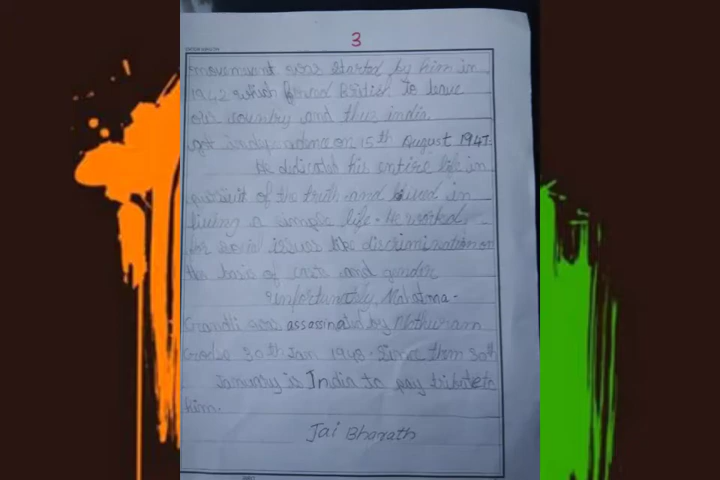 3
movement was started by him in
1942 which forced British to leave
our country and thus india
got independence on 15th August 1947.
He dedicated his entire life in
pursuit of the truth and belived in
living a simple life. He worked
for social issues like discrimination on
the basis of caste and gender
Unfortunatly, Mahatma -
Gandhi was assassinated by Nathuram
Godse 30th Jan 1948. Since then 30th
January is India to pay tribute to
him.
Jai Bharath